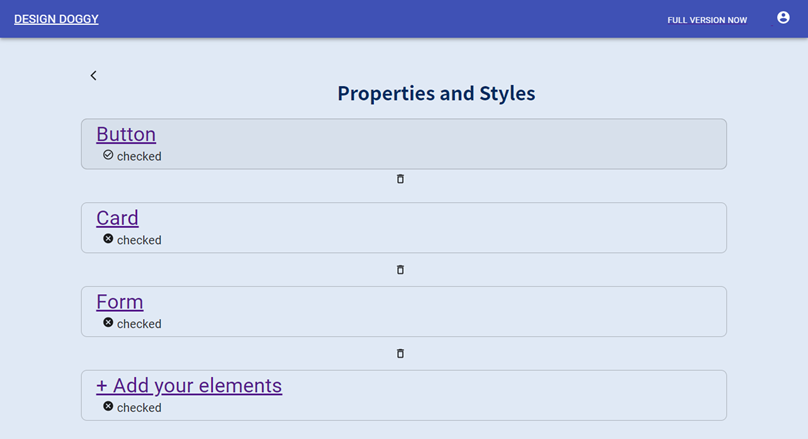 DESIGN DOGGY
FULL VERSION NOW
Properties and Styles
Button
checked
Card
checked
Form
checked
+ Add your elements
checked